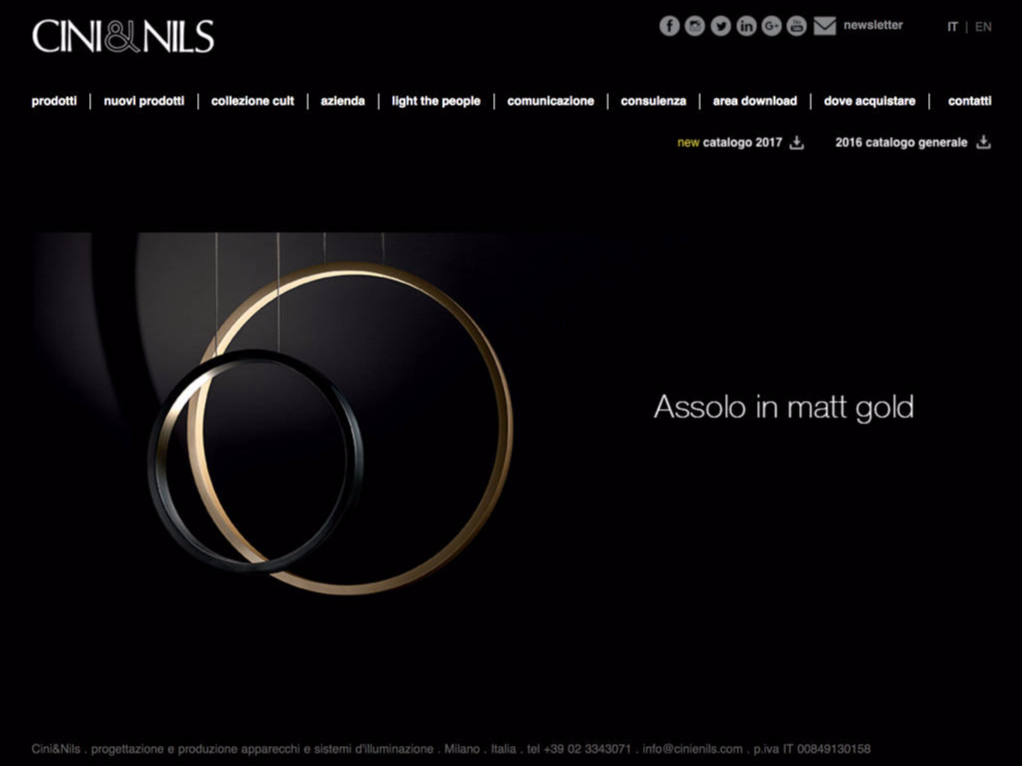 CINI&NILS
newsletter
IT | EN
prodotti | nuovi prodotti | collezione cult | azienda | light the people | comunicazione | consulenza | area download | dove acquistare | contatti
new catalogo 2017
2016 catalogo generale
Assolo in matt gold
Cini&Nils . progettazione e produzione apparecchi e sistemi d'illuminazione . Milano . Italia . tel +39 02 3343071 . info@cinienils.com . p.iva IT 00849130158